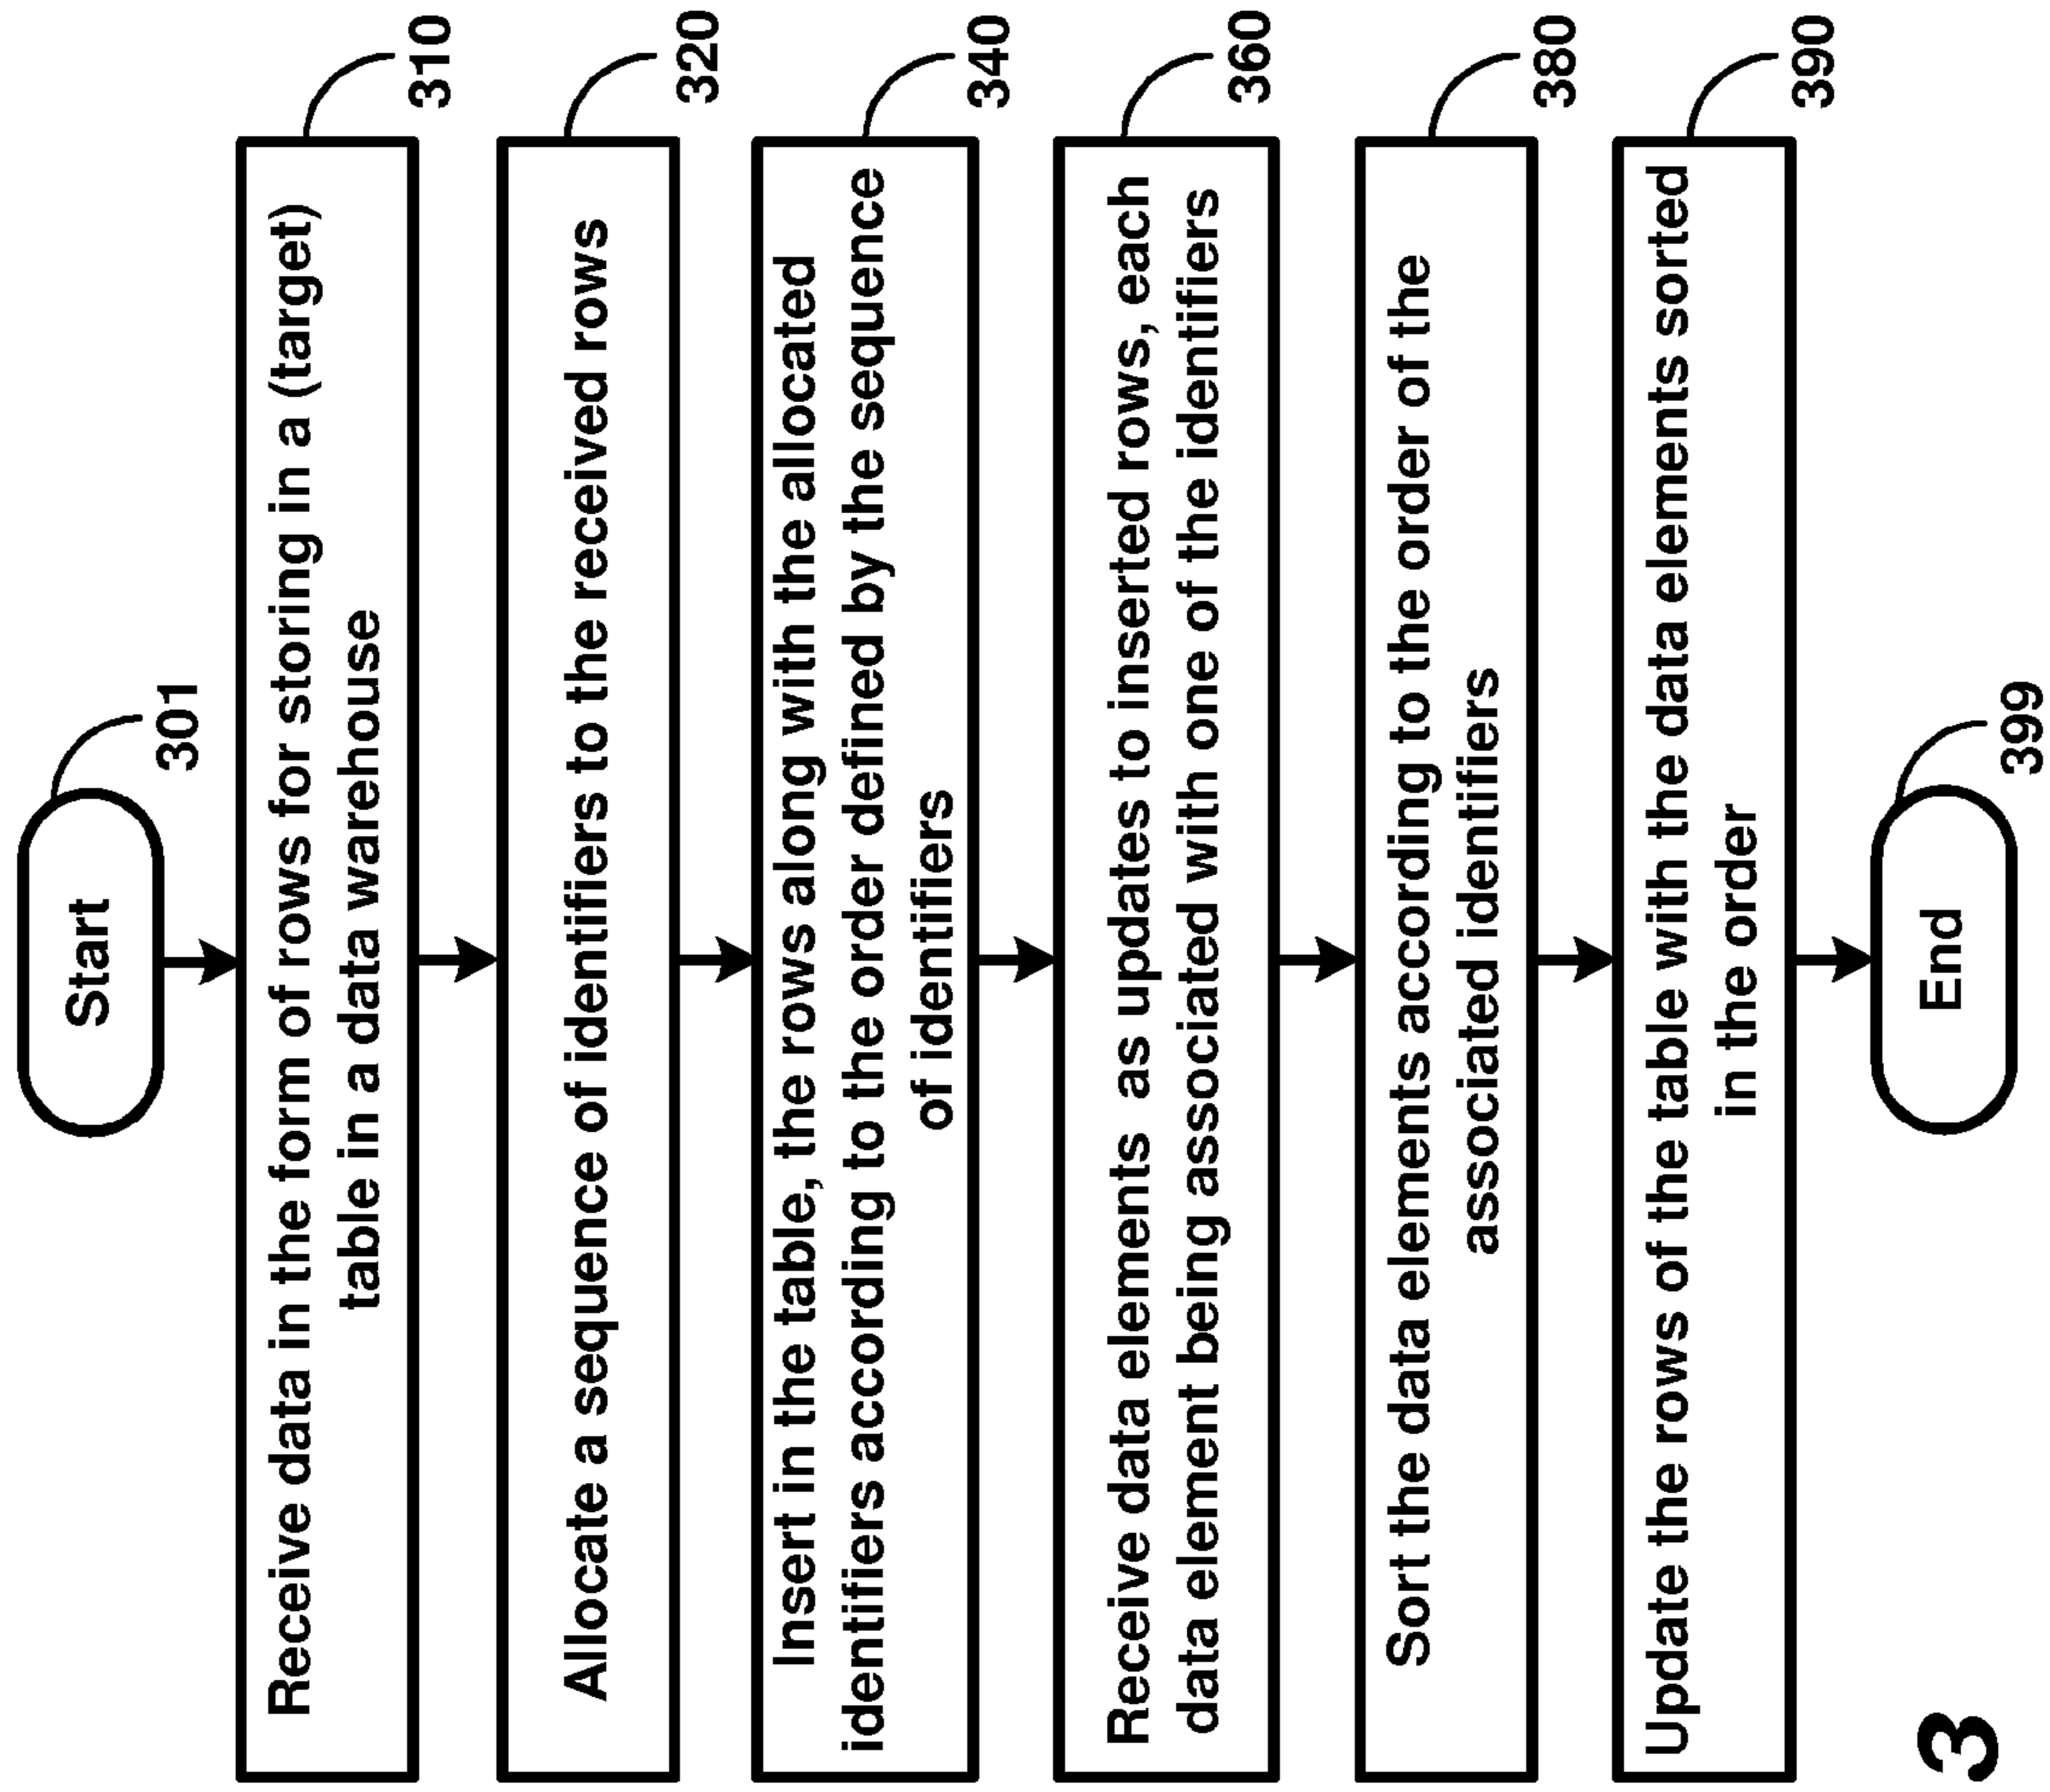 Start
301
Receive data in the form of rows for storing in a (target)
table in a data warehouse
310
Allocate a sequence of identifiers to the received rows
320
Insert in the table, the rows along with the allocated
identifiers according to the order defined by the sequence
of identifiers
340
Receive data elements as updates to inserted rows, each
data element being associated with one of the identifiers
360
Sort the data elements according to the order of the
associated identifiers
380
Update the rows of the table with the data elements sorted
in the order
390
End
399
3